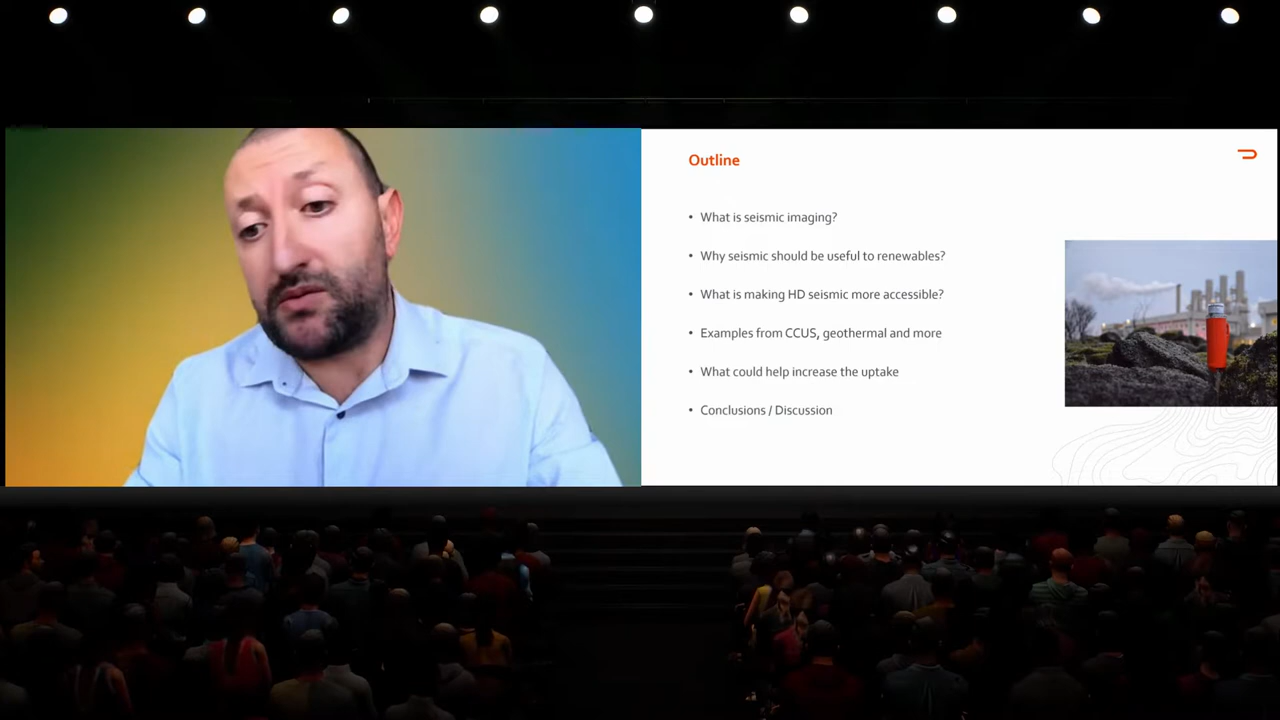 Outline
• What is seismic imaging?
• Why seismic should be useful to renewables?
• What is making HD seismic more accessible?
• Examples from CCUS, geothermal and more
• What could help increase the uptake
• Conclusions / Discussion